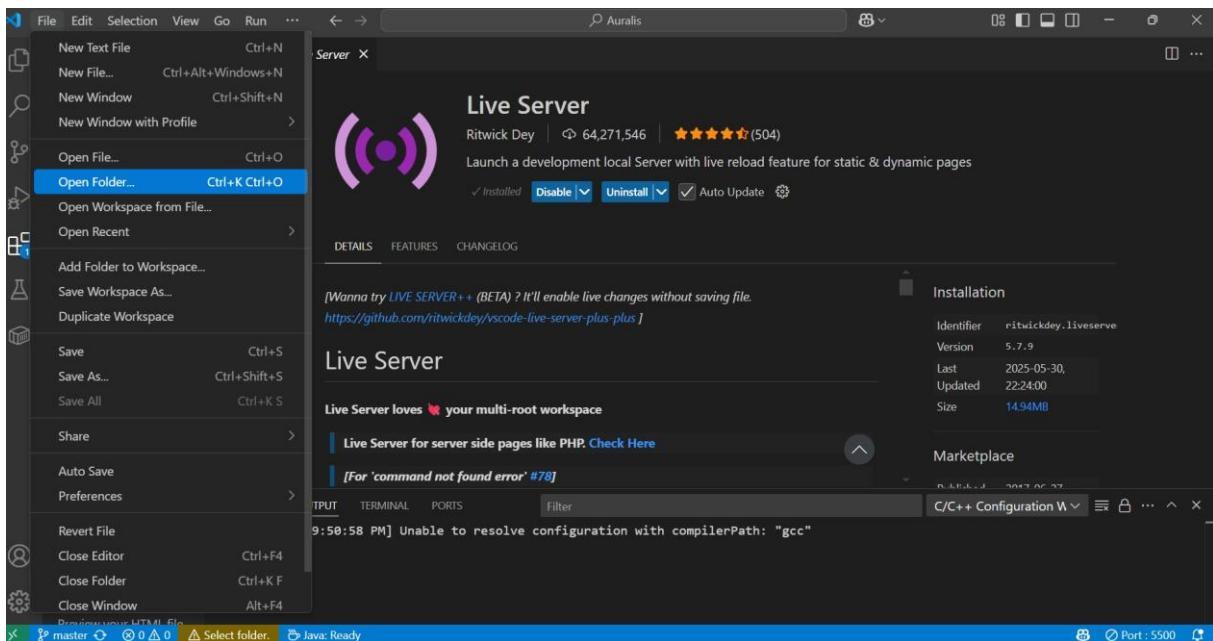 File Edit Selection View Go Run ··· Auralis
New Text File Ctrl+N
New File... Ctrl+Alt+Windows+N
New Window Ctrl+Shift+N
New Window with Profile
Open File... Ctrl+O
Open Folder... Ctrl+K Ctrl+O
Open Workspace from File...
Open Recent
Add Folder to Workspace...
Save Workspace As...
Duplicate Workspace
Save Ctrl+S
Save As... Ctrl+Shift+S
Save All Ctrl+K S
Share
Auto Save
Preferences
Revert File
Close Editor Ctrl+F4
Close Folder Ctrl+K F
Close Window Alt+F4
Server
Live Server
Ritwick Dey 64,271,546 (504)
Launch a development local Server with live reload feature for static & dynamic pages
Installed Disable Uninstall Auto Update
DETAILS FEATURES CHANGELOG
[Wanna try LIVE SERVER++ (BETA) ? It'll enable live changes without saving file.
https://github.com/ritwickdey/vscode-live-server-plus-plus ]
Live Server
Live Server loves 💘 your multi-root workspace
Live Server for server side pages like PHP. Check Here
[For 'command not found error' #78]
Installation
Identifier ritwickdey.liveserve
Version 5.7.9
Last Updated 2025-05-30, 22:24:00
Size 14.94MB
Marketplace
TPUT TERMINAL PORTS Filter C/C++ Configuration W
9:50:58 PM] Unable to resolve configuration with compilerPath: "gcc"
1
master 0 0 Select folder. Java: Ready Port : 5500